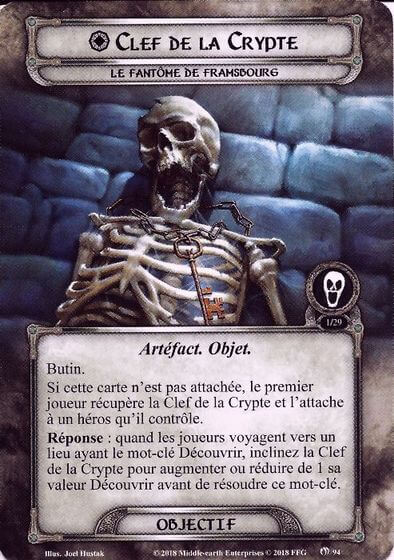 Clef de la Crypte
Le Fantôme de Framsbourg
1/29
Artéfact. Objet.
Butin.
Si cette carte n'est pas attachée, le premier
joueur récupère la Clef de la Crypte et l'attache
à un héros qu'il contrôle.
Réponse : quand les joueurs voyagent vers un
lieu ayant le mot-clé Découvrir, inclinez la Clef
de la Crypte pour augmenter ou réduire de 1 sa
valeur Découvrir avant de résoudre ce mot-clé.
Objectif
Illus. Joel Hustak ©2018 Middle-earth Enterprises © 2018 FFG 94